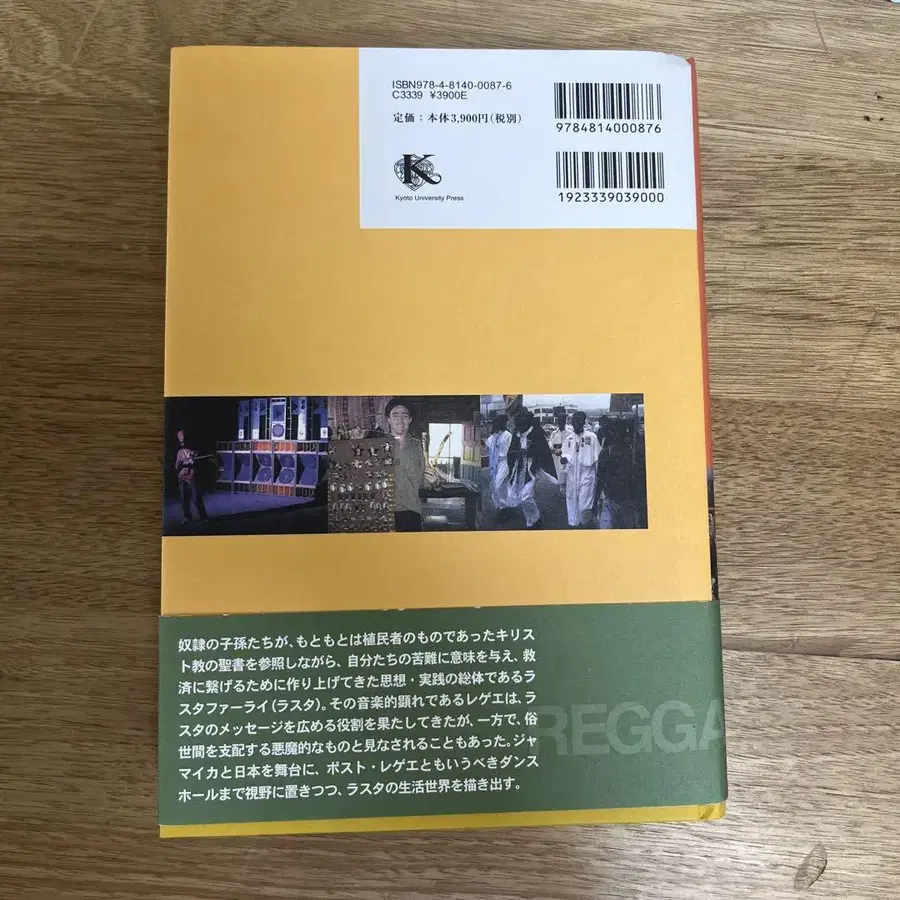 ISBN978-4-8140-0087-6
C3339 ¥3900E
定価：本体3,900円（税別）
9784814000876
1923339039000
K
Kyoto University Press
奴隷の子孫たちが、もともとは植民者のものであったキリス
ト教の聖書を参照しながら、自分たちの苦難に意味を与え、救
済に繋げるために作り上げてきた思想・実践の総体であるラ
スタファーライ（ラスタ）。その音楽的顕れであるレゲエは、ラ
スタのメッセージを広める役割を果たしてきたが、一方で、俗
世間を支配する悪魔的なものと見なされることもあった。ジャ
マイカと日本を舞台に、ポスト・レゲエともいうべきダンス
ホールまで視野に置きつつ、ラスタの生活世界を描き出す。
REGGA